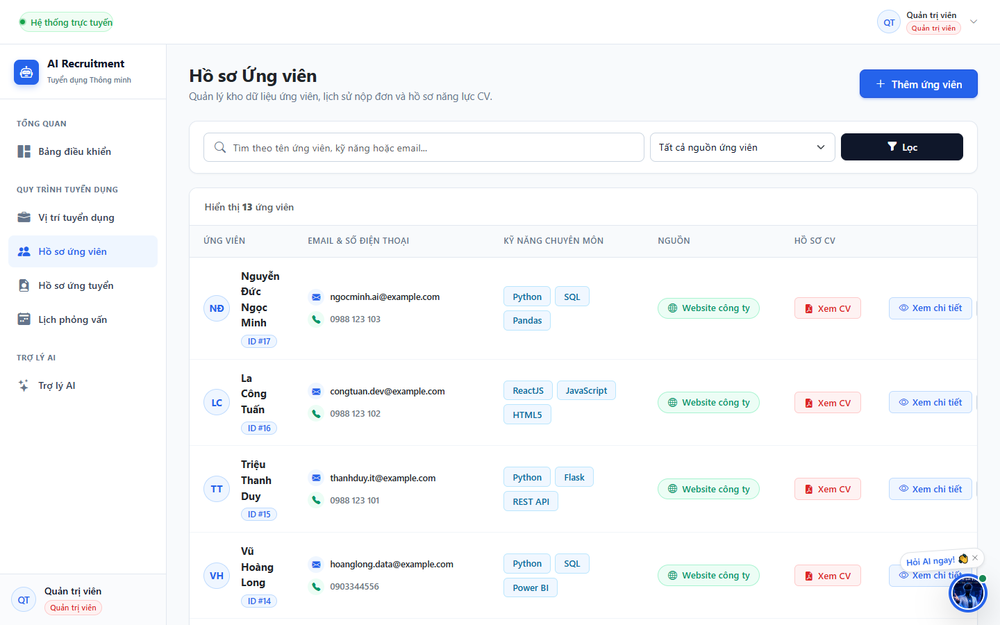 Hệ thống trực tuyến
QT
Quản trị viên
Quản trị viên
AI Recruitment
Tuyển dụng Thông minh
TỔNG QUAN
Bảng điều khiển
QUY TRÌNH TUYỂN DỤNG
Vị trí tuyển dụng
Hồ sơ ứng viên
Hồ sơ ứng tuyển
Lịch phỏng vấn
TRỢ LÝ AI
Trợ lý AI
QT
Quản trị viên
Quản trị viên
Hồ sơ Ứng viên
Quản lý kho dữ liệu ứng viên, lịch sử nộp đơn và hồ sơ năng lực CV.
Thêm ứng viên
Tìm theo tên ứng viên, kỹ năng hoặc email...
Tất cả nguồn ứng viên
Lọc
Hiển thị 13 ứng viên
ỨNG VIÊN EMAIL & SỐ ĐIỆN THOẠI KỸ NĂNG CHUYÊN MÔN NGUỒN HỒ SƠ CV
NĐ
Nguyễn
Đức
Ngọc
Minh
ID #17
ngocminh.ai@example.com
0988 123 103
Python SQL
Pandas
Website công ty
Xem CV
Xem chi tiết
LC
La
Công
Tuấn
ID #16
congtuan.dev@example.com
0988 123 102
ReactJS JavaScript
HTML5
Website công ty
Xem CV
Xem chi tiết
TT
Triệu
Thanh
Duy
ID #15
thanhduy.it@example.com
0988 123 101
Python Flask
REST API
Website công ty
Xem CV
Xem chi tiết
VH
Vũ
Hoàng
Long
ID #14
hoanglong.data@example.com
0903344556
Python SQL
Power BI
Website công ty
Xem CV
Xem chi tiết
Hỏi AI ngay! 👏